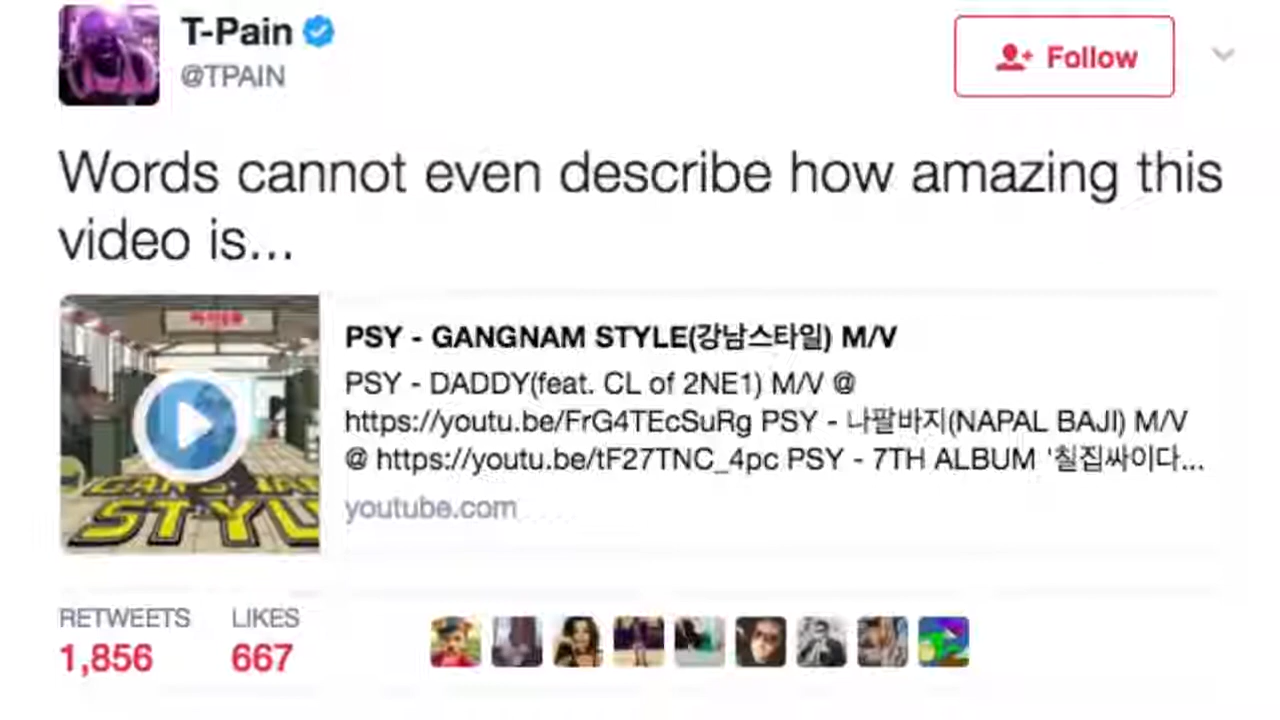 T-Pain
@TPAIN
Follow
Words cannot even describe how amazing this
video is...
PSY - GANGNAM STYLE(강남스타일) M/V
PSY - DADDY(feat. CL of 2NE1) M/V @
https://youtu.be/FrG4TEcSuRg PSY - 나팔바지(NAPAL BAJI) M/V
@ https://youtu.be/tF27TNC_4pc PSY - 7TH ALBUM '칠집싸이다...
youtube.com
STYL
RETWEETS LIKES
1,856 667